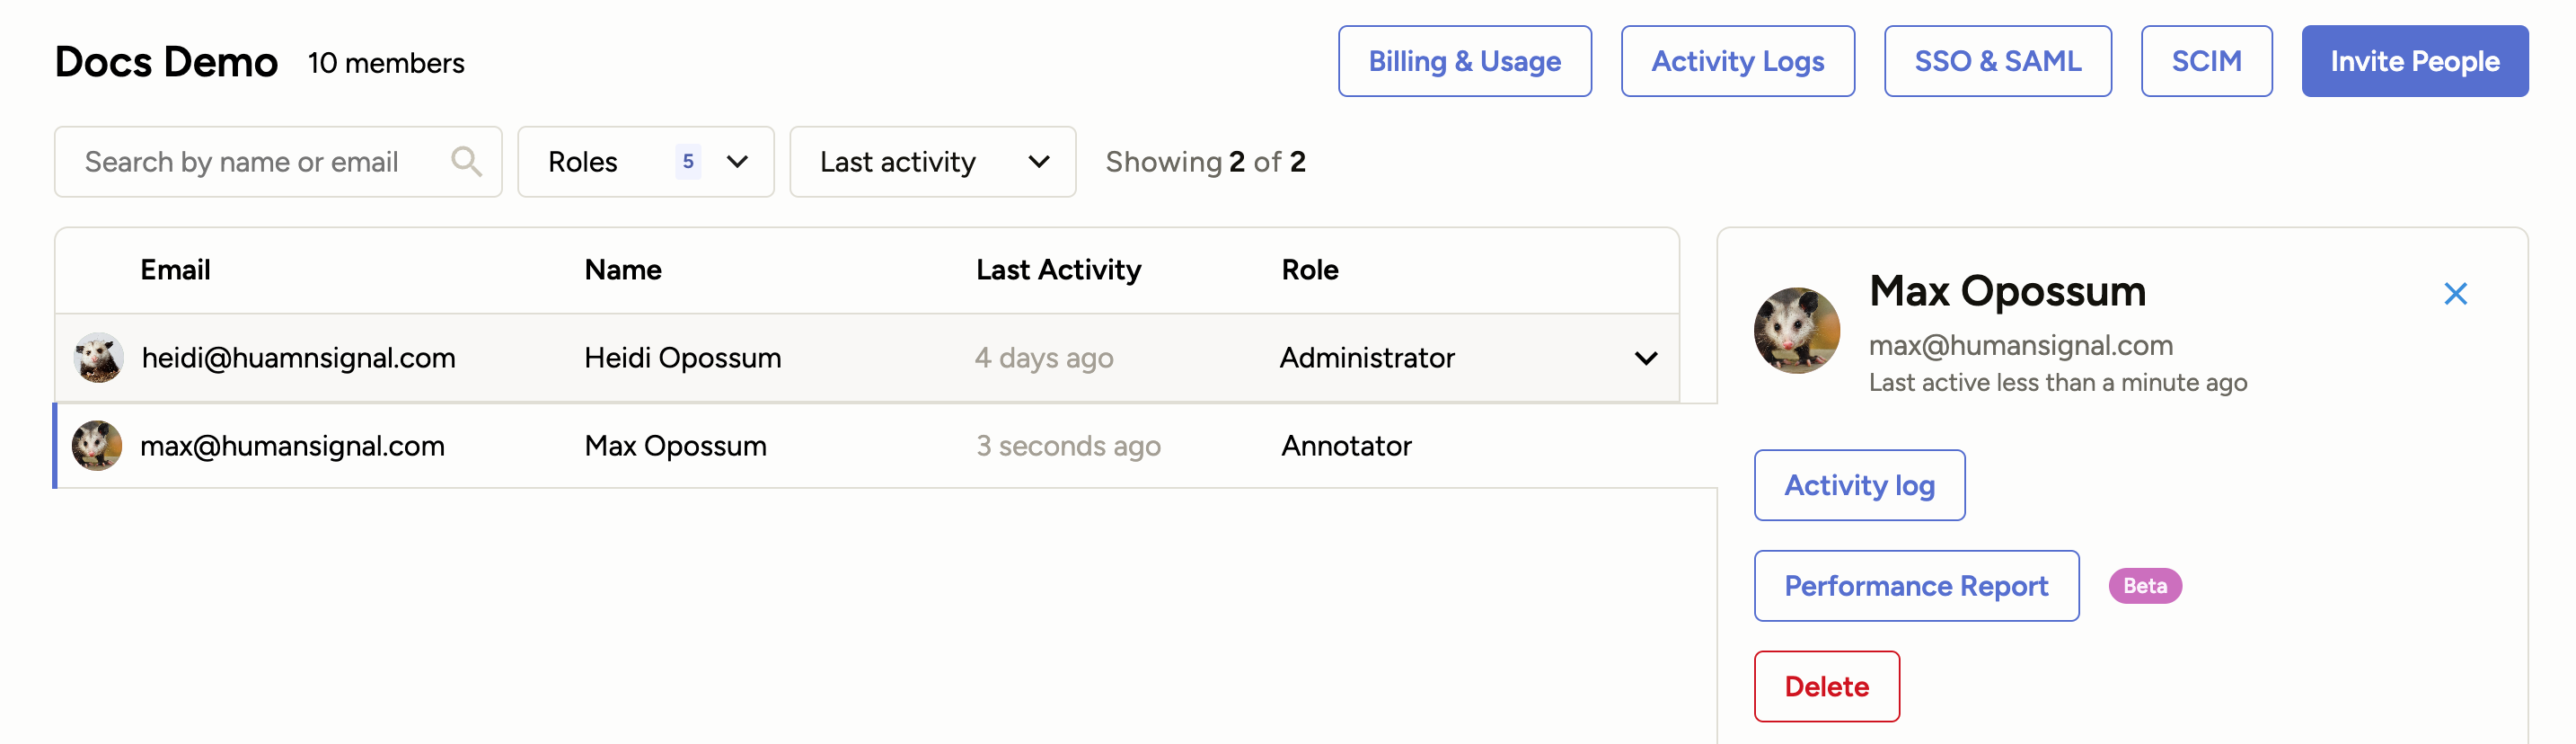 Docs Demo 10 members Billing & Usage Activity Logs SSO & SAML SCIM Invite People
Search by name or email Roles 5 Last activity Showing 2 of 2
Email Name Last Activity Role
heidi@huamnsignal.com Heidi Opossum 4 days ago Administrator
max@humansignal.com Max Opossum 3 seconds ago Annotator
Max Opossum
max@humansignal.com
Last active less than a minute ago
Activity log
Performance Report Beta
Delete